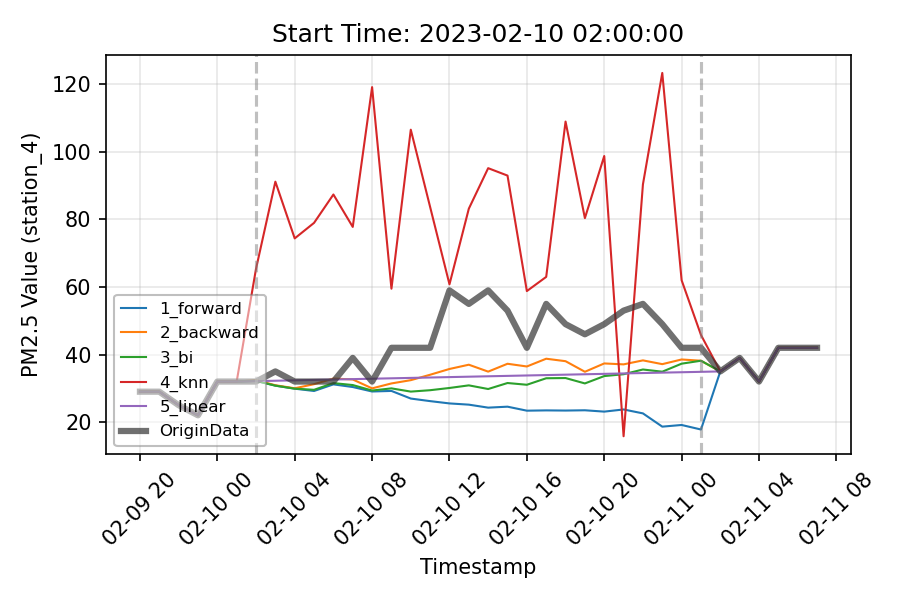 Start Time: 2023-02-10 02:00:00
PM2.5 Value (station_4)
120
100
80
60
40
20
1_forward
2_backward
3_bi
4_knn
5_linear
OriginData
02-09 20
02-10 00
02-10 04
02-10 08
02-10 12
02-10 16
02-10 20
02-11 00
02-11 04
02-11 08
Timestamp